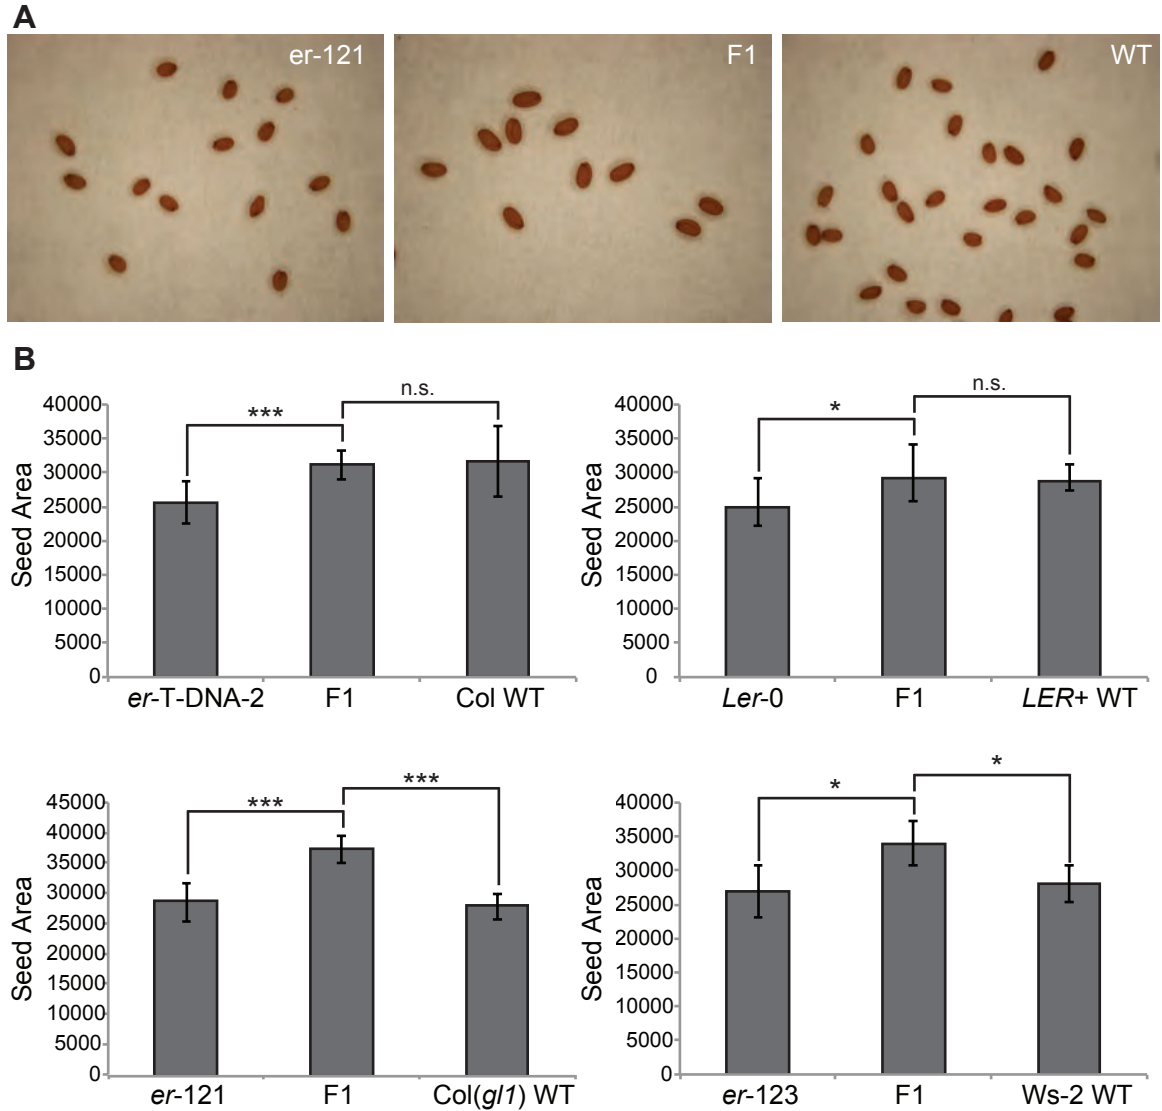 A
er-121
F1
WT
B
n.s.
***
40000
35000
30000
25000
20000
15000
10000
5000
0
Seed Area
er-T-DNA-2 F1 Col WT
n.s.
*
40000
35000
30000
25000
20000
15000
10000
5000
0
Seed Area
Ler-0 F1 LER+ WT
***
***
45000
40000
35000
30000
25000
20000
15000
10000
5000
0
Seed Area
er-121 F1 Col(gl1) WT
*
*
40000
35000
30000
25000
20000
15000
10000
5000
0
Seed Area
er-123 F1 Ws-2 WT